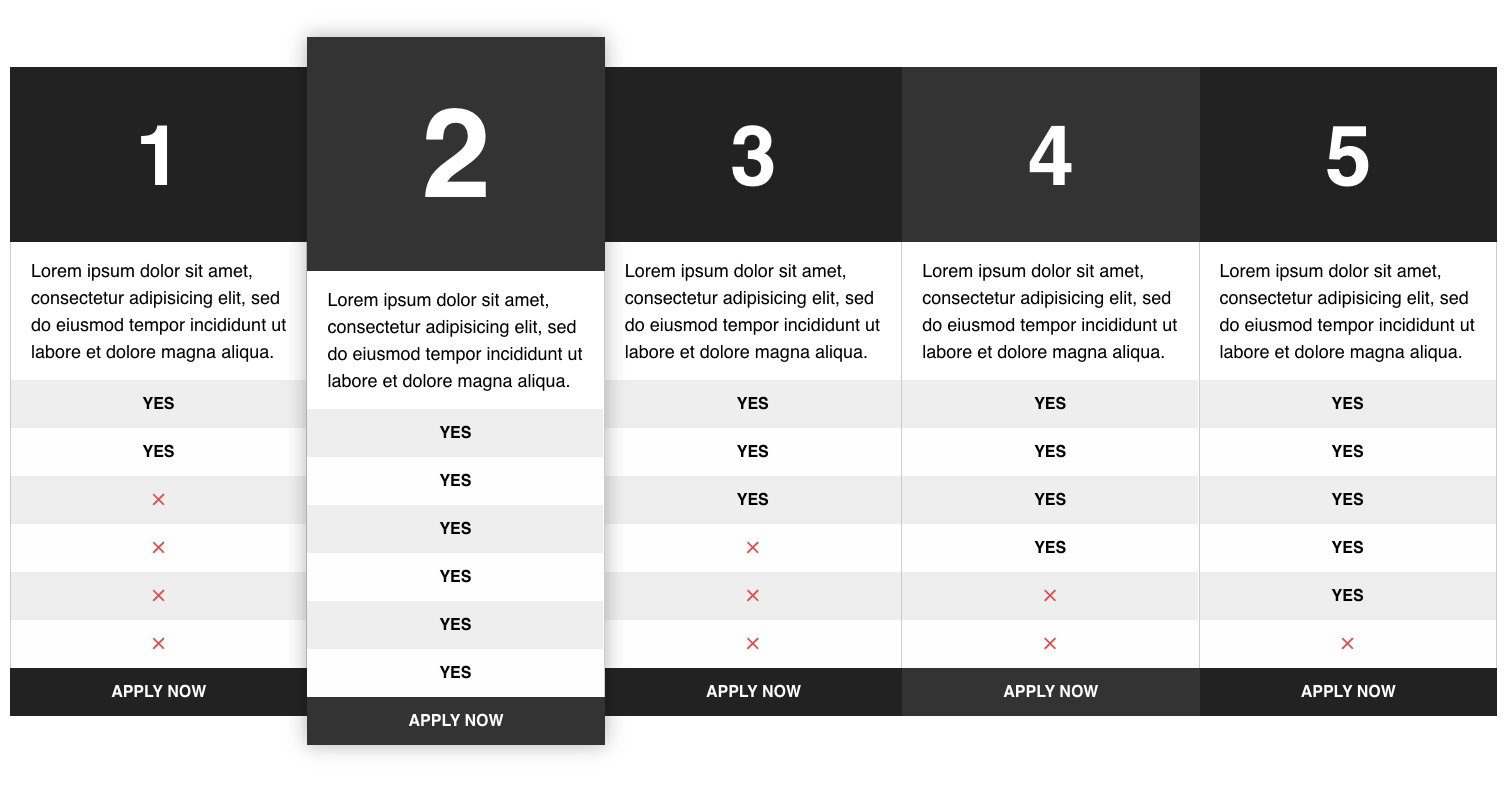 1
Lorem ipsum dolor sit amet,
consectetur adipisicing elit, sed
do eiusmod tempor incididunt ut
labore et dolore magna aliqua.
YES
YES
×
×
×
×
APPLY NOW
2
Lorem ipsum dolor sit amet,
consectetur adipisicing elit, sed
do eiusmod tempor incididunt ut
labore et dolore magna aliqua.
YES
YES
YES
YES
YES
YES
APPLY NOW
3
Lorem ipsum dolor sit amet,
consectetur adipisicing elit, sed
do eiusmod tempor incididunt ut
labore et dolore magna aliqua.
YES
YES
YES
×
×
×
APPLY NOW
4
Lorem ipsum dolor sit amet,
consectetur adipisicing elit, sed
do eiusmod tempor incididunt ut
labore et dolore magna aliqua.
YES
YES
YES
YES
×
×
APPLY NOW
5
Lorem ipsum dolor sit amet,
consectetur adipisicing elit, sed
do eiusmod tempor incididunt ut
labore et dolore magna aliqua.
YES
YES
YES
YES
YES
×
APPLY NOW